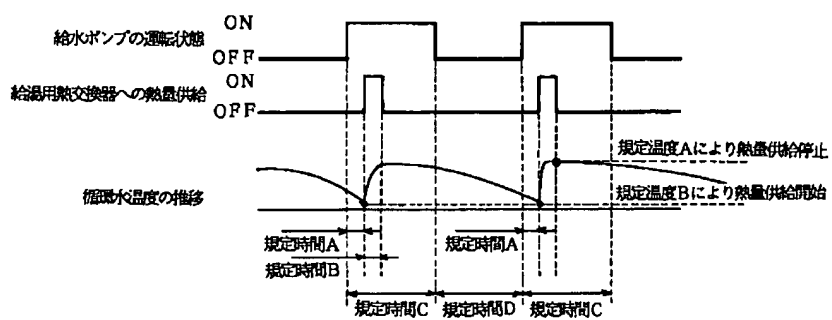 ON
給水ポンプの運転状態
OFF
ON
給湯用熱交換器への熱量供給
OFF
規定温度Aにより熱量供給停止
循環水温度の推移
規定温度Bにより熱量供給開始
規定時間A
規定時間A
規定時間B
規定時間C
規定時間D
規定時間C